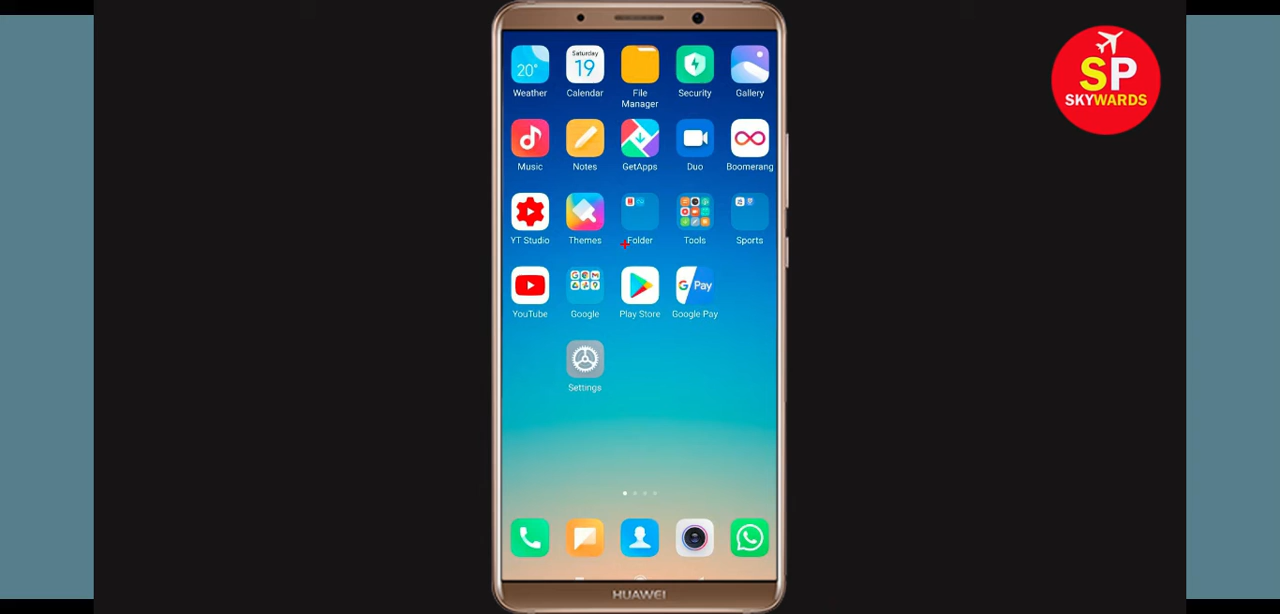 SP
SKYWARDS
20°
Saturday
19
Weather
Calendar
File
Manager
Security
Gallery
Music
Notes
GetApps
Duo
Boomerang
YT Studio
Themes
Folder
Tools
Sports
G Pay
YouTube
Google
Play Store
Google Pay
Settings
HUAWEI